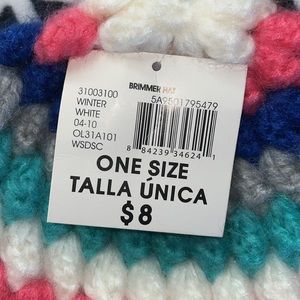 BRIMMER HAT
31003100
WINTER
WHITE
04-10
OL31A101
WSDSC
5A9501795479
8 84239 34624 1
ONE SIZE
TALLA ÚNICA
$8